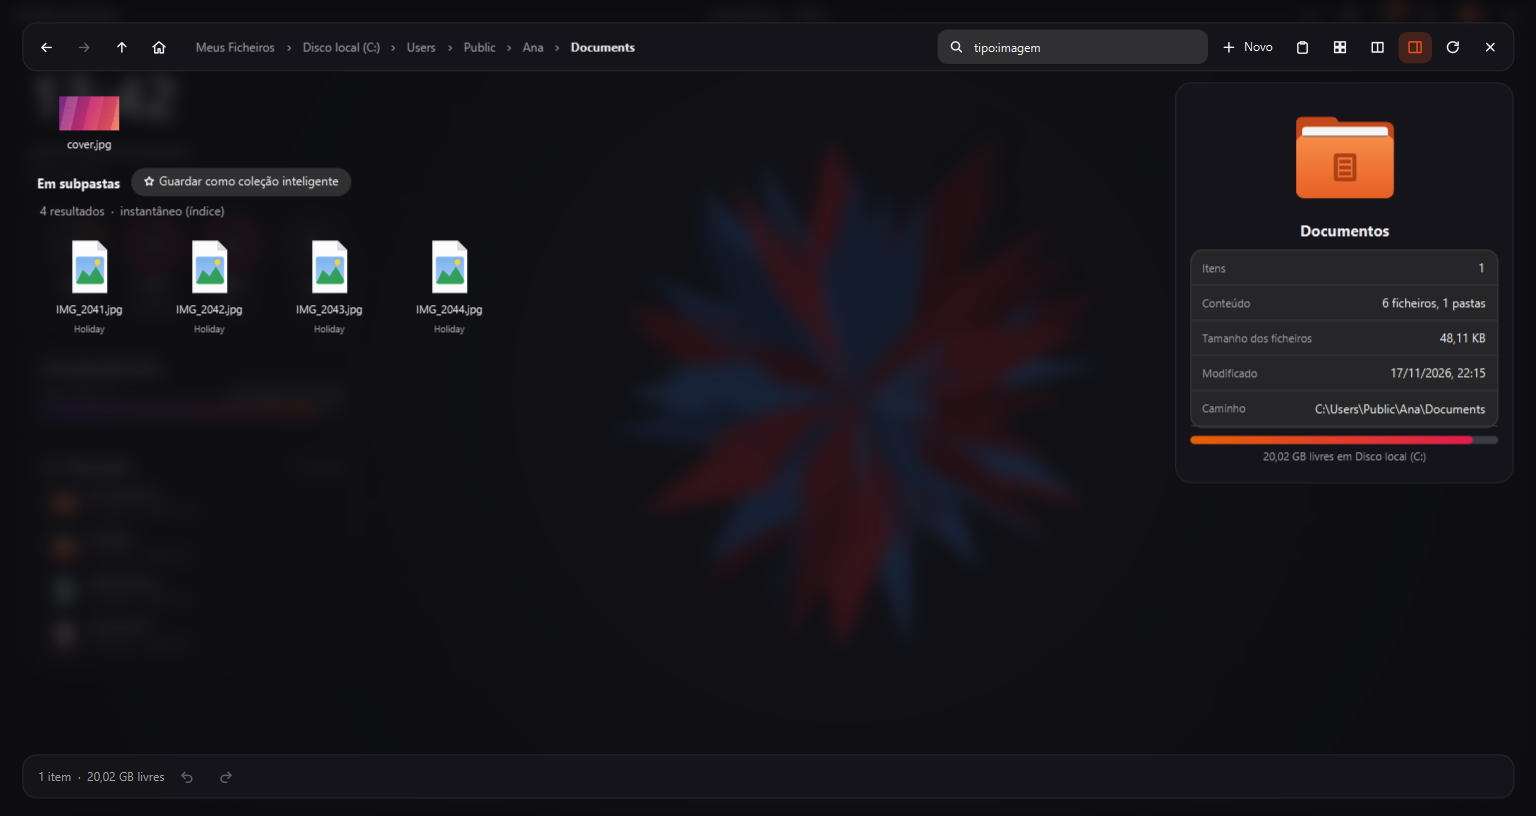 Meus Ficheiros › Disco local (C:) › Users › Public › Ana › Documents
tipo:imagem
Novo
cover.jpg
Em subpastas
Guardar como coleção inteligente
4 resultados · instantâneo (índice)
IMG_2041.jpg
Holiday
IMG_2042.jpg
Holiday
IMG_2043.jpg
Holiday
IMG_2044.jpg
Holiday
Documentos
Itens 1
Conteúdo 6 ficheiros, 1 pastas
Tamanho dos ficheiros 48,11 KB
Modificado 17/11/2026, 22:15
Caminho C:\Users\Public\Ana\Documents
20,02 GB livres em Disco local (C:)
1 item · 20,02 GB livres